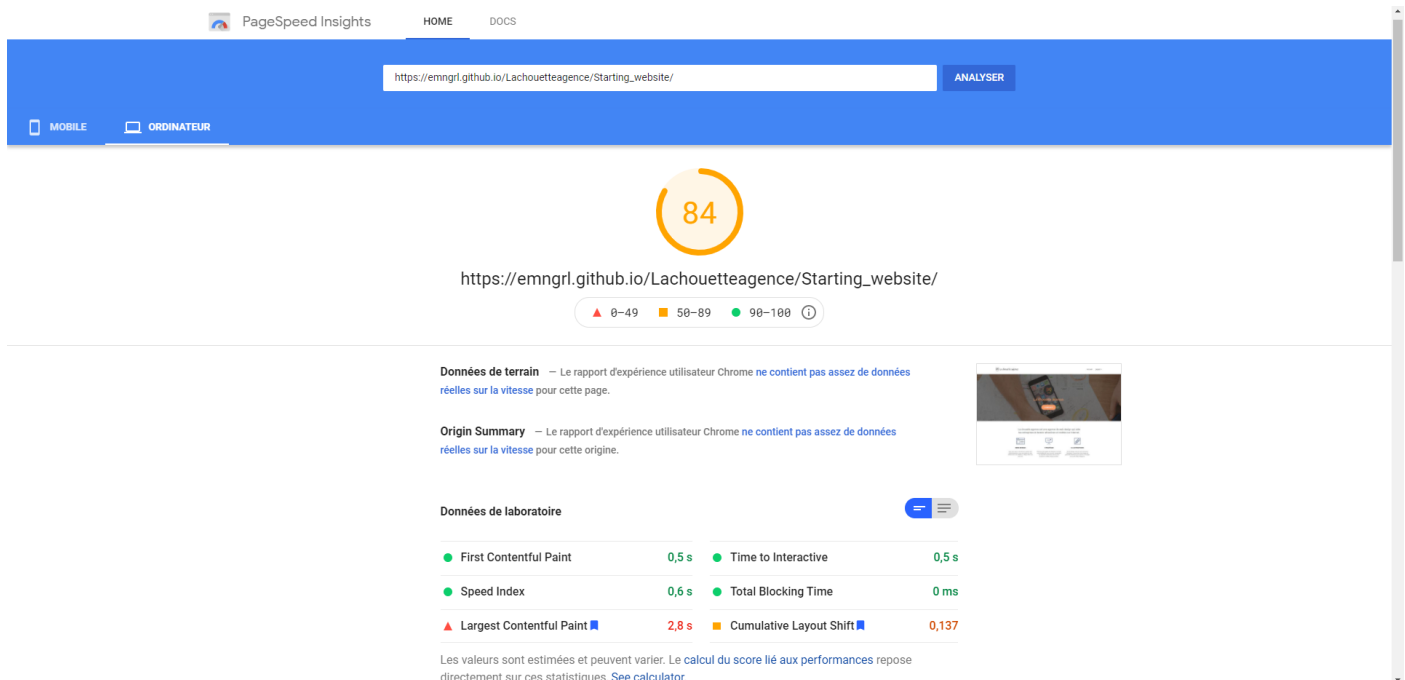 PageSpeed Insights
HOME
DOCS
https://emngrl.github.io/Lachouetteagence/Starting_website/
ANALYSER
MOBILE
ORDINATEUR
84
https://emngrl.github.io/Lachouetteagence/Starting_website/
0–49
50–89
90–100
Données de terrain — Le rapport d'expérience utilisateur Chrome ne contient pas assez de données
réelles sur la vitesse pour cette page.
Origin Summary — Le rapport d'expérience utilisateur Chrome ne contient pas assez de données
réelles sur la vitesse pour cette origine.
Données de laboratoire
First Contentful Paint 0,5 s
Time to Interactive 0,5 s
Speed Index 0,6 s
Total Blocking Time 0 ms
Largest Contentful Paint 2,8 s
Cumulative Layout Shift 0,137
Les valeurs sont estimées et peuvent varier. Le calcul du score lié aux performances repose
directement sur ces statistiques. See calculator.